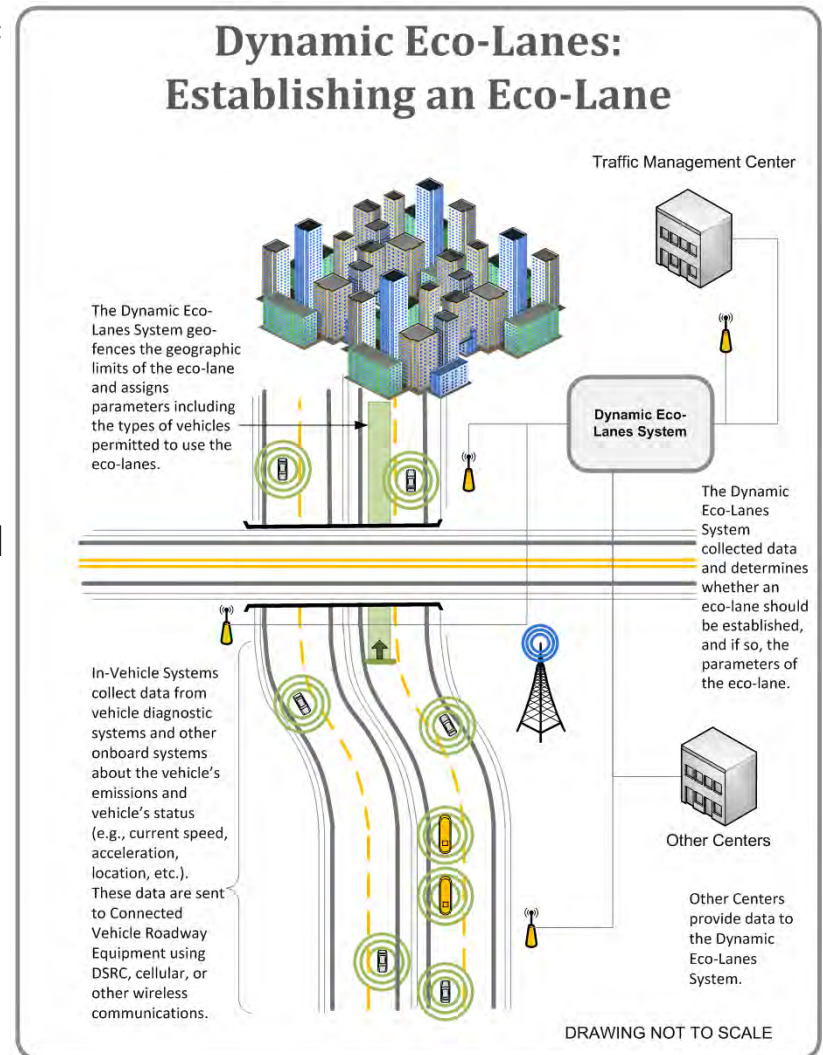 Dynamic Eco-Lanes:
Establishing an Eco-Lane
Traffic Management Center
The Dynamic Eco-
Lanes System geo-
fences the geographic
limits of the eco-lane
and assigns
parameters including
the types of vehicles
permitted to use the
eco-lanes.
Dynamic Eco-
Lanes System
The Dynamic
Eco-Lanes
System
collected data
and determines
whether an
eco-lane should
be established,
and if so, the
parameters of
the eco-lane.
In-Vehicle Systems
collect data from
vehicle diagnostic
systems and other
onboard systems
about the vehicle’s
emissions and
vehicle’s status
(e.g., current speed,
acceleration,
location, etc.).
These data are sent
to Connected
Vehicle Roadway
Equipment using
DSRC, cellular, or
other wireless
communications.
Other Centers
Other Centers
provide data to
the Dynamic
Eco-Lanes
System.
DRAWING NOT TO SCALE